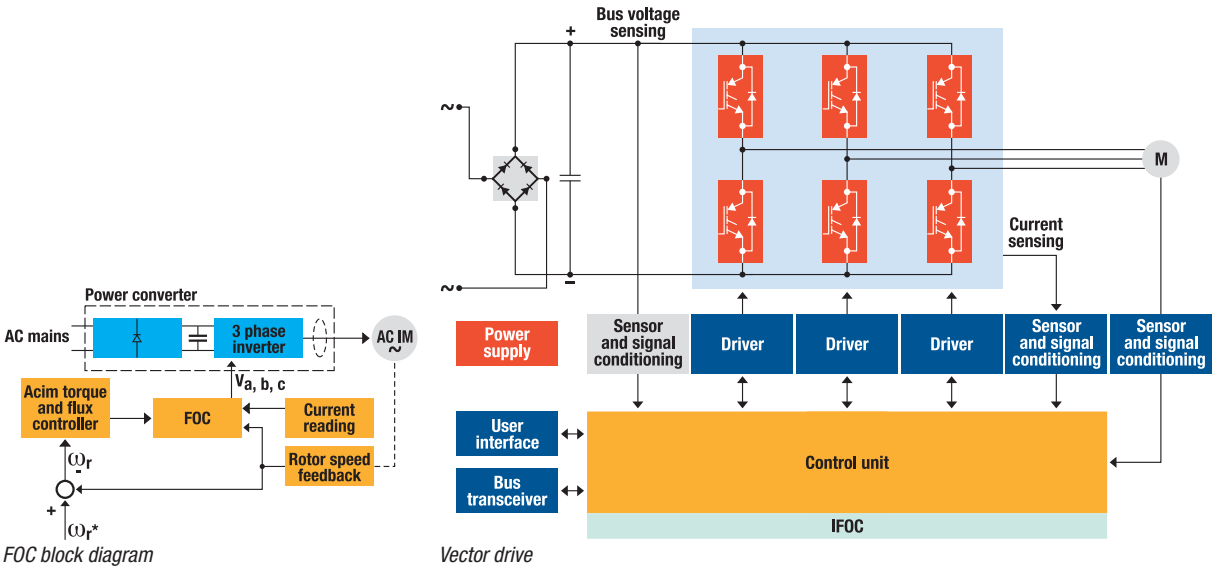 Power converter
AC mains
3 phase
inverter
AC IM
~
Va, b, c
Acim torque
and flux
controller
FOC
Current
reading
Rotor speed
feedback
ωr
-
+
ωr*
FOC block diagram
Bus voltage
sensing
+
~
~
-
M
Current
sensing
Power
supply
Sensor
and signal
conditioning
Driver
Driver
Driver
Sensor
and signal
conditioning
Sensor
and signal
conditioning
User
interface
Bus
transceiver
Control unit
IFOC
Vector drive